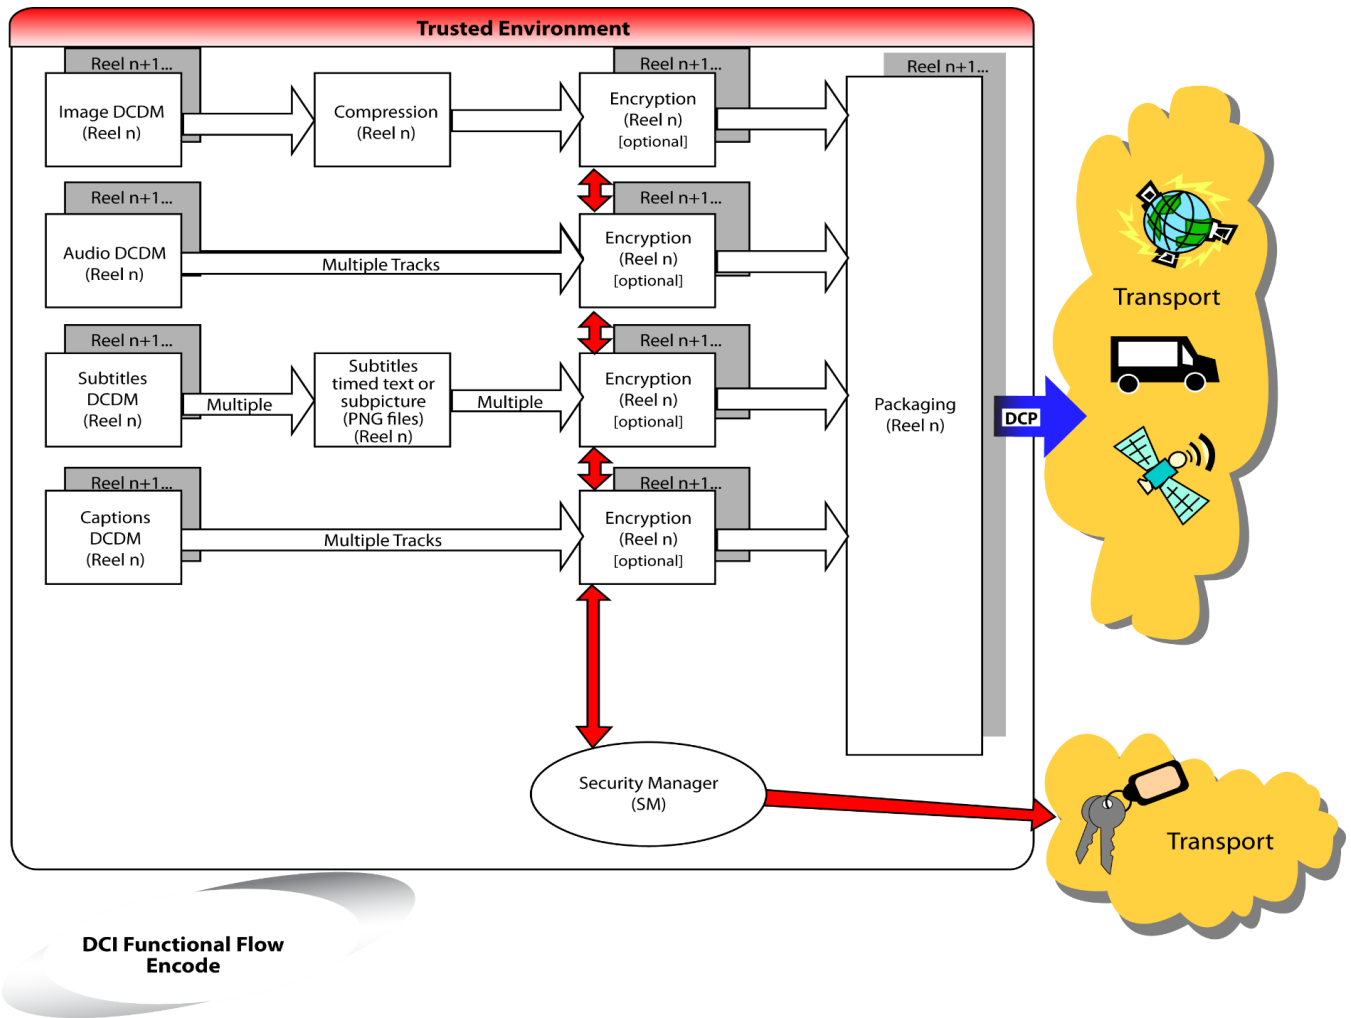 Trusted Environment
Reel n+1...
Image DCDM
(Reel n)
Compression
(Reel n)
Reel n+1...
Encryption
(Reel n)
[optional]
Reel n+1...
Packaging
(Reel n)
Reel n+1...
Audio DCDM
(Reel n)
Multiple Tracks
Reel n+1...
Encryption
(Reel n)
[optional]
Reel n+1...
Subtitles
DCDM
(Reel n)
Multiple
Subtitles
timed text or
subpicture
(PNG files)
(Reel n)
Multiple
Reel n+1...
Encryption
(Reel n)
[optional]
Reel n+1...
Captions
DCDM
(Reel n)
Multiple Tracks
Reel n+1...
Encryption
(Reel n)
[optional]
DCP
Transport
Security Manager
(SM)
Transport
DCI Functional Flow
Encode